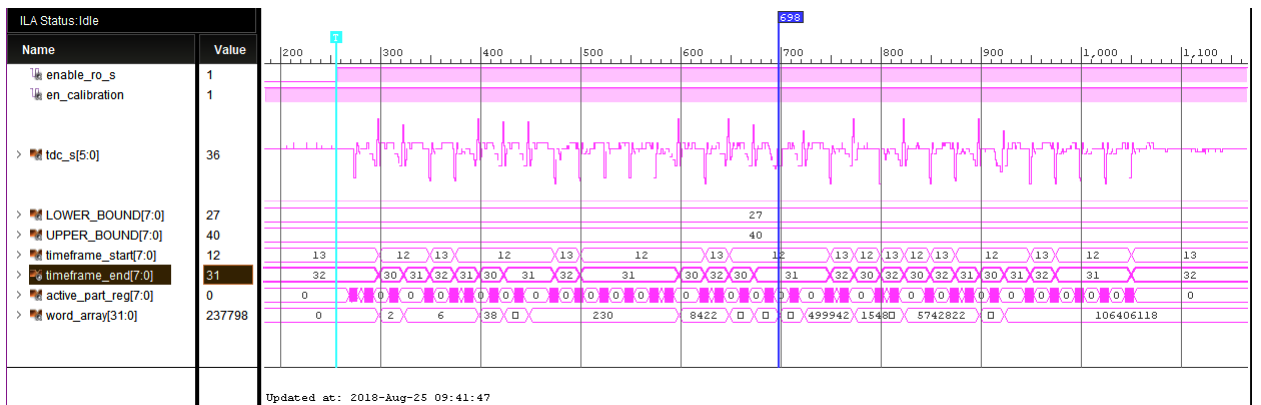 ILA Status:Idle
698
T
Name Value
200 300 400 500 600 700 800 900 1,000 1,100
enable_ro_s 1
en_calibration 1
tdc_s[5:0] 36
LOWER_BOUND[7:0] 27 27
UPPER_BOUND[7:0] 40 40
timeframe_start[7:0] 12 13 12 13 12 13 12 13 12 13 12 13 12 13 12 13 12 13
timeframe_end[7:0] 31 32 30 31 32 31 30 31 32 31 30 32 30 31 32 30 32 30 32 31 30 31 32 31 32
active_part_reg[7:0] 0 0 0 0 0 0 0 0 0 0 0 0 0 0 0 0 0 0 0 0 0 0 0 0 0
word_array[31:0] 237798 0 2 6 38 230 8422 499942 1548 5742822 106406118
Updated at: 2018-Aug-25 09:41:47